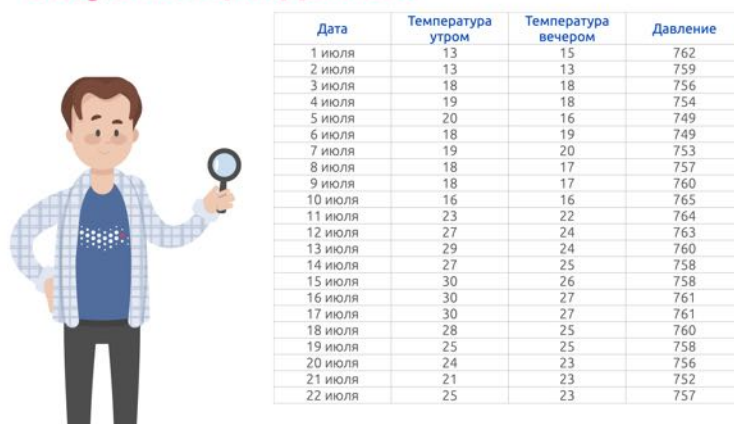 Дата Температура утром Температура вечером Давление
1 июля 13 15 762
2 июля 13 13 759
3 июля 18 18 756
4 июля 19 18 754
5 июля 20 16 749
6 июля 18 19 749
7 июля 19 20 753
8 июля 18 17 757
9 июля 18 17 760
10 июля 16 16 765
11 июля 23 22 764
12 июля 27 24 763
13 июля 29 24 760
14 июля 27 25 758
15 июля 30 26 758
16 июля 30 27 761
17 июля 30 27 761
18 июля 28 25 760
19 июля 25 25 758
20 июля 24 23 756
21 июля 21 23 752
22 июля 25 23 757